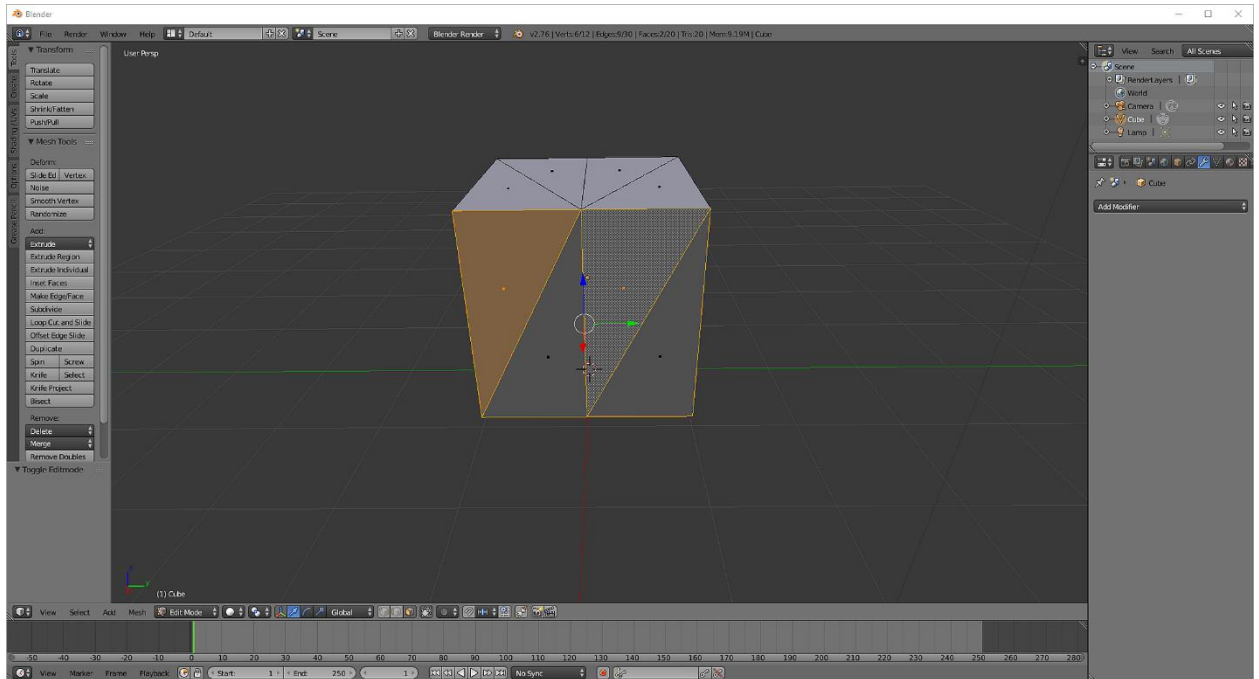 Blender
File Render Window Help Default Scene Blender Render v2.76 | Verts:6/12 | Edges:9/30 | Faces:2/20 | Tris:20 | Mem:9.19M | Cube
Tools
Create
Shading / UVs
Options
Grease Pencil
Transform
Translate
Rotate
Scale
Shrink/Fatten
Push/Pull
Mesh Tools
Deform:
Slide Ed Vertex
Noise
Smooth Vertex
Randomize
Add:
Extrude
Extrude Region
Extrude Individual
Inset Faces
Make Edge/Face
Subdivide
Loop Cut and Slide
Offset Edge Slide
Duplicate
Spin Screw
Knife Select
Knife Project
Bisect
Remove:
Delete
Merge
Remove Doubles
Toggle Editmode
User Persp
(1) Cube
View Search All Scenes
Scene
RenderLayers
World
Camera
Cube
Lamp
Cube
Add Modifier
View Select Add Mesh Edit Mode Global
-50 -40 -30 -20 -10 0 10 20 30 40 50 60 70 80 90 100 110 120 130 140 150 160 170 180 190 200 210 220 230 240 250 260 270 280
View Marker Frame Playback Start: 1 End: 250 1 No Sync